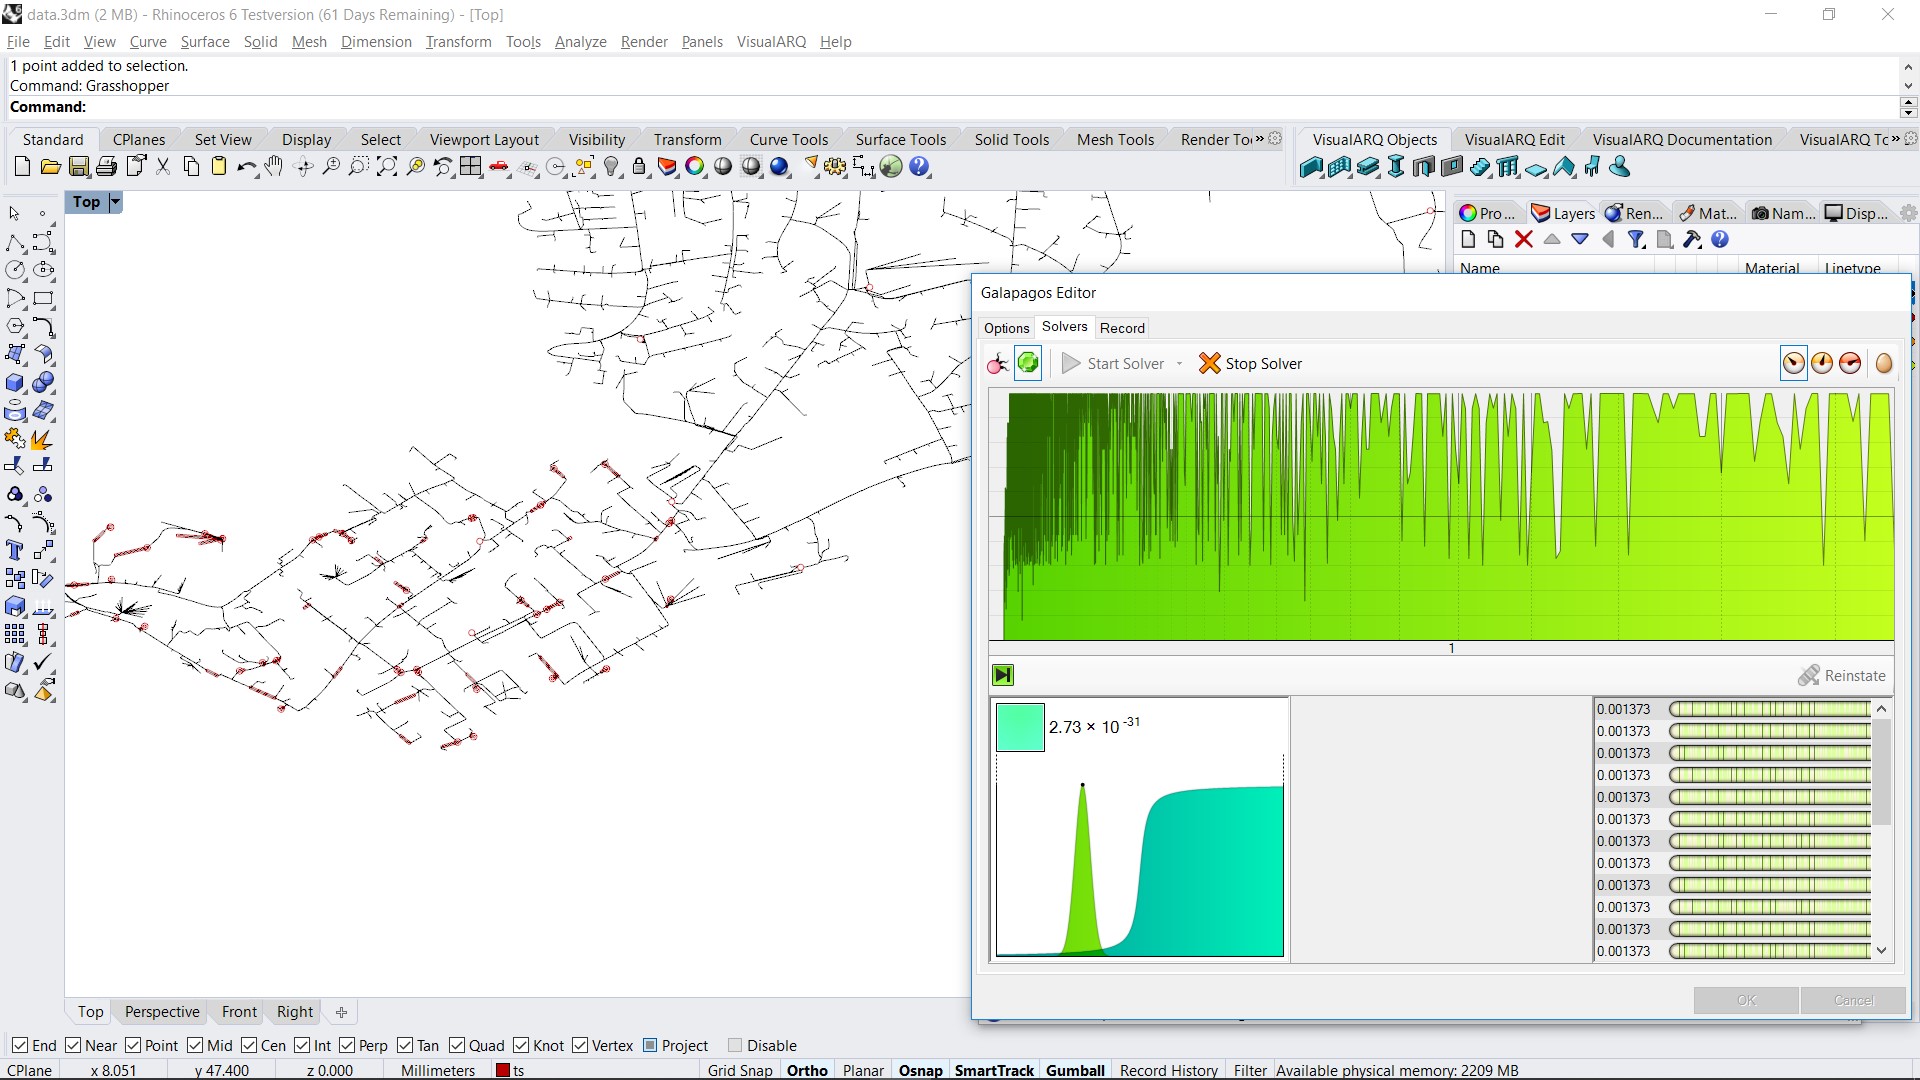 data.3dm (2 MB) - Rhinoceros 6 Testversion (61 Days Remaining) - [Top]
File Edit View Curve Surface Solid Mesh Dimension Transform Tools Analyze Render Panels VisualARQ Help
1 point added to selection.
Command: Grasshopper
Command:
Standard CPlanes Set View Display Select Viewport Layout Visibility Transform Curve Tools Surface Tools Solid Tools Mesh Tools Render Too» VisualARQ Objects VisualARQ Edit VisualARQ Documentation VisualARQ Tc»
Top
Pro... Layers Ren... Mat... Nam... Disp...
Name Material Linetype
Galapagos Editor
Options Solvers Record
Start Solver Stop Solver
1
Reinstate
2.73 × 10 -31
0.001373
0.001373
0.001373
0.001373
0.001373
0.001373
0.001373
0.001373
0.001373
0.001373
0.001373
0.001373
OK Cancel
Top Perspective Front Right
End Near Point Mid Cen Int Perp Tan Quad Knot Vertex Project Disable
CPlane x 8.051 y 47.400 z 0.000 Millimeters ts Grid Snap Ortho Planar Osnap SmartTrack Gumball Record History Filter Available physical memory: 2209 MB